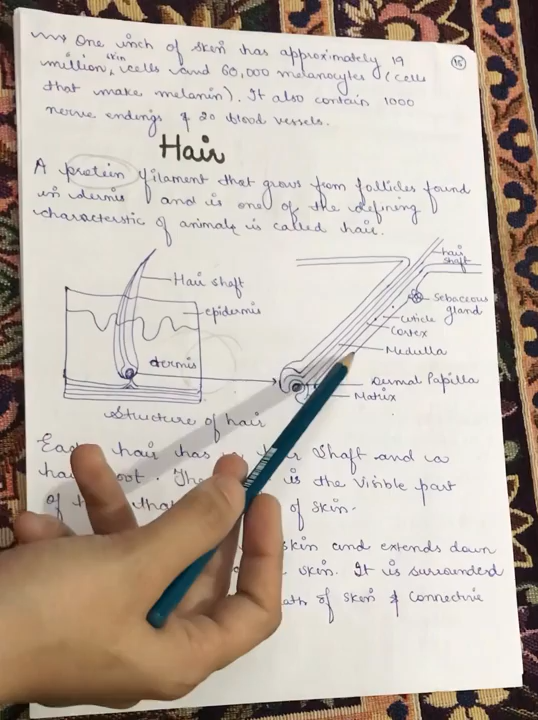 One inch of sken has approximately 19
(15)
million skin cells and 60,000 melanocytes (cells
that make melanin). It also contain 1000
nerve endings & 20 blood vessels.
Hair
A protein filament that grows from follicles found
in dermis and is one of the defining
characterstic of animals is called hair.
hair
shaft
Hair shaft
epidermis
Sebaceous
gland
cuticle
Cortex
Medulla
dermis
Dermal Papilla
Matrix
Structure of hair
hair has Shaft and a
is the Visible part
of skin.
skin and extends down
skin. It is surrounded
of skin & Connective